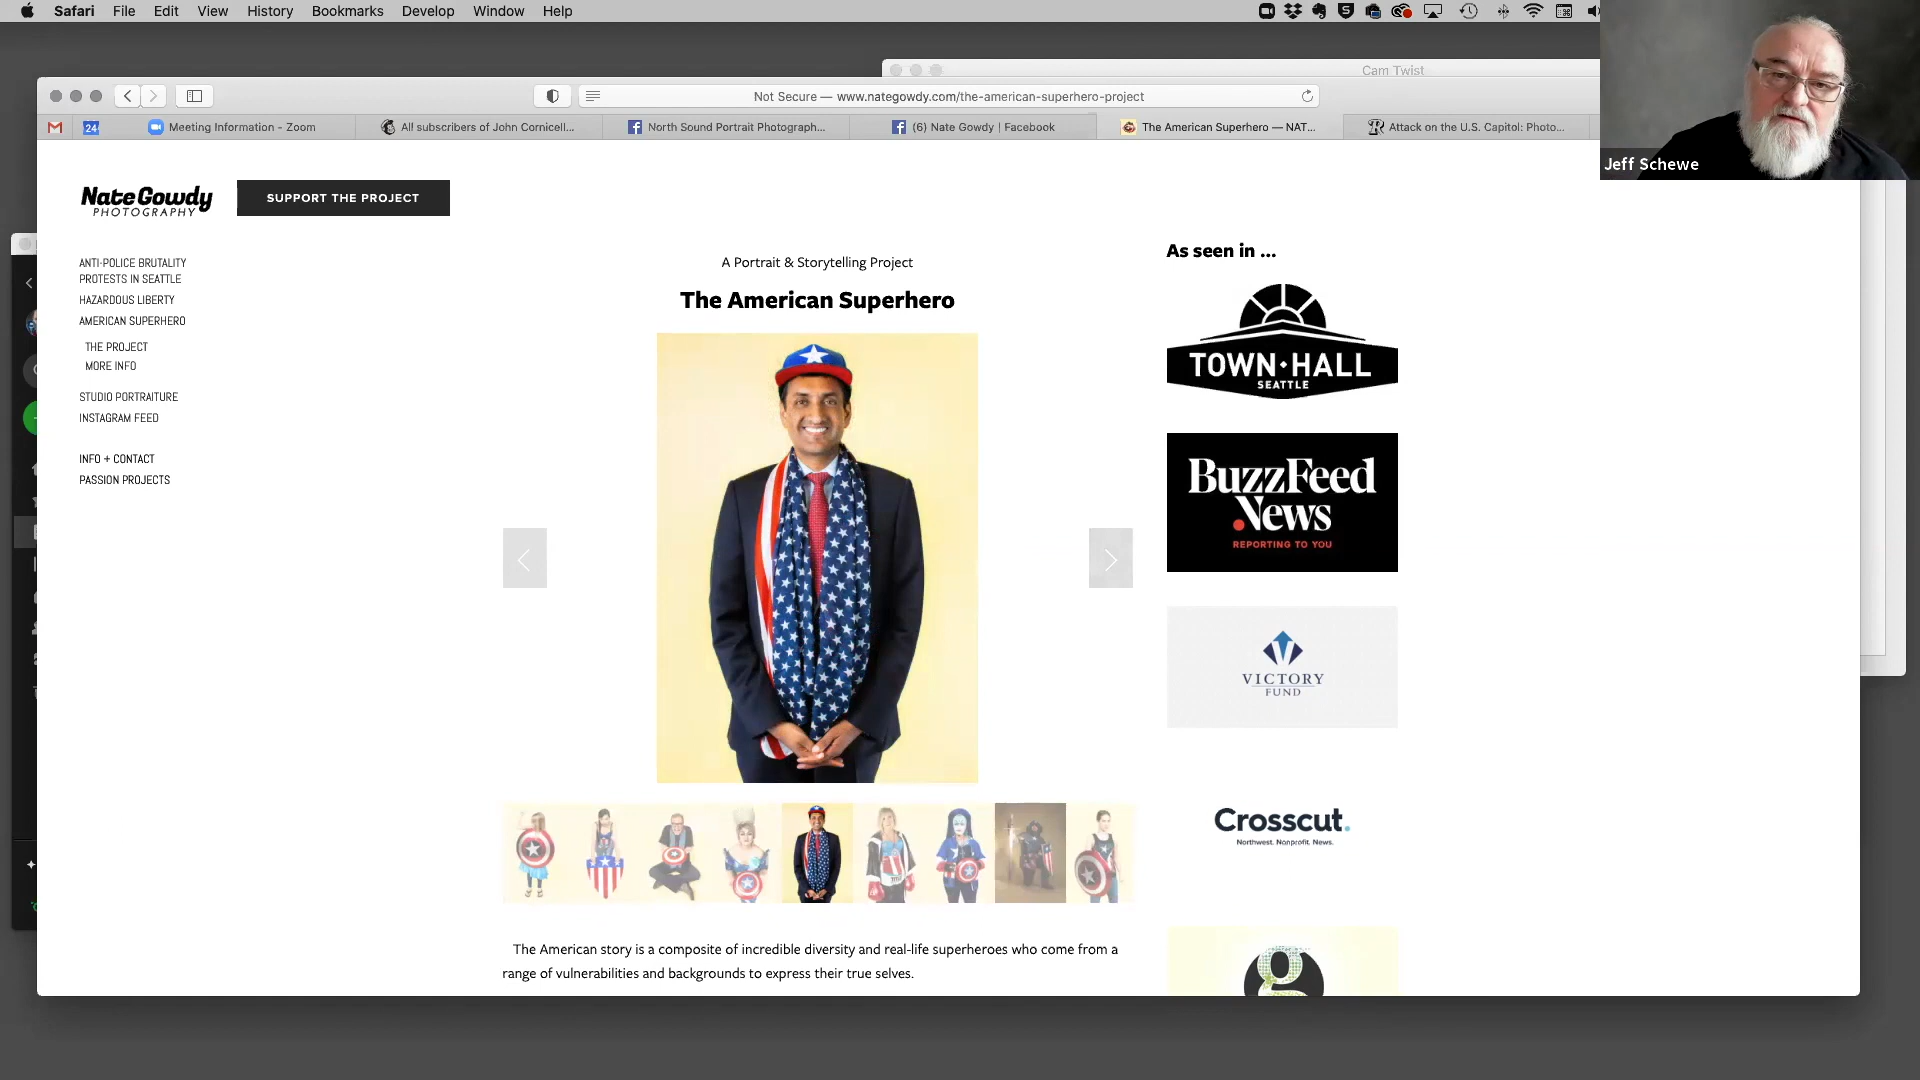 Safari File Edit View History Bookmarks Develop Window Help
Cam Twist
Not Secure — www.nategowdy.com/the-american-superhero-project
24 Meeting Information - Zoom All subscribers of John Cornicell... North Sound Portrait Photograph... (6) Nate Gowdy | Facebook The American Superhero — NAT... Attack on the U.S. Capitol: Photo...
Jeff Schewe
Nate Gowdy
PHOTOGRAPHY
SUPPORT THE PROJECT
ANTI-POLICE BRUTALITY
PROTESTS IN SEATTLE
HAZARDOUS LIBERTY
AMERICAN SUPERHERO
THE PROJECT
MORE INFO
STUDIO PORTRAITURE
INSTAGRAM FEED
INFO + CONTACT
PASSION PROJECTS
A Portrait & Storytelling Project
The American Superhero
The American story is a composite of incredible diversity and real-life superheroes who come from a
range of vulnerabilities and backgrounds to express their true selves.
As seen in ...
TOWN·HALL
SEATTLE
BuzzFeed
News
REPORTING TO YOU
VICTORY
FUND
Crosscut.
Northwest. Nonprofit. News.
g